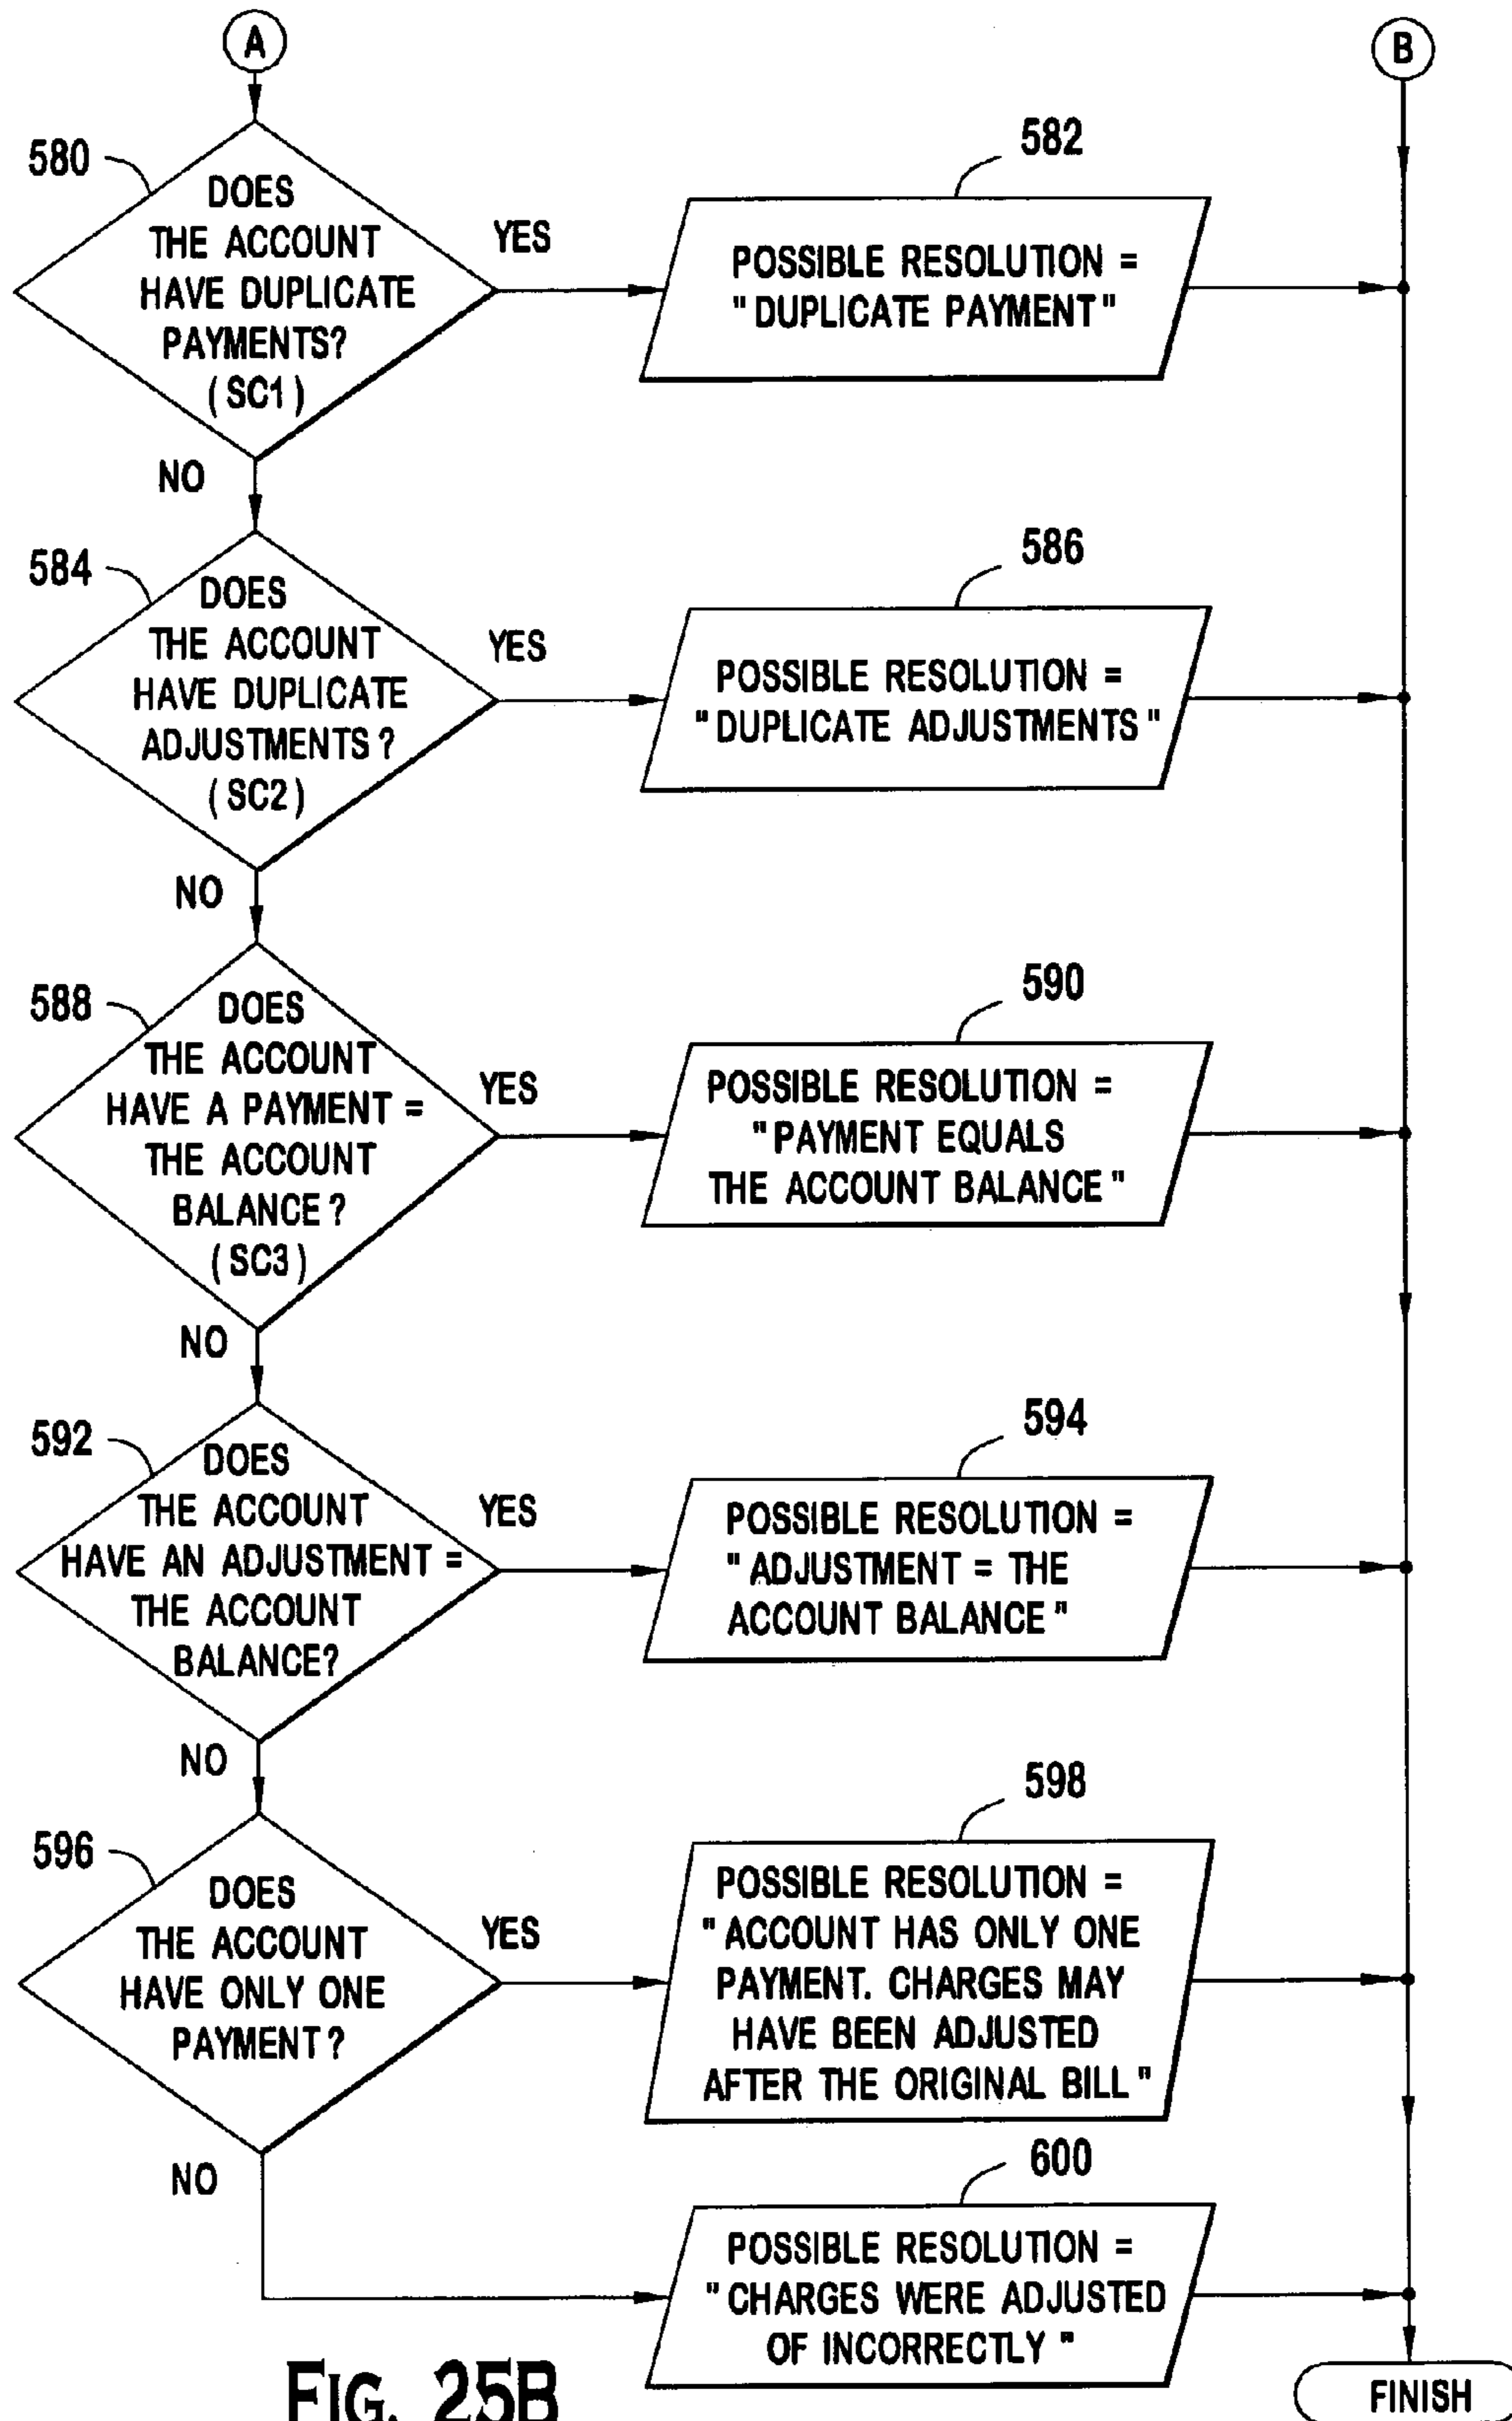 A
B
580
DOES
THE ACCOUNT
HAVE DUPLICATE
PAYMENTS?
(SC1)
YES
NO
582
POSSIBLE RESOLUTION =
"DUPLICATE PAYMENT"
584
DOES
THE ACCOUNT
HAVE DUPLICATE
ADJUSTMENTS?
(SC2)
YES
NO
586
POSSIBLE RESOLUTION =
"DUPLICATE ADJUSTMENTS"
588
DOES
THE ACCOUNT
HAVE A PAYMENT =
THE ACCOUNT
BALANCE?
(SC3)
YES
NO
590
POSSIBLE RESOLUTION =
"PAYMENT EQUALS
THE ACCOUNT BALANCE"
592
DOES
THE ACCOUNT
HAVE AN ADJUSTMENT =
THE ACCOUNT
BALANCE?
YES
NO
594
POSSIBLE RESOLUTION =
"ADJUSTMENT = THE
ACCOUNT BALANCE"
596
DOES
THE ACCOUNT
HAVE ONLY ONE
PAYMENT?
YES
NO
598
POSSIBLE RESOLUTION =
"ACCOUNT HAS ONLY ONE
PAYMENT. CHARGES MAY
HAVE BEEN ADJUSTED
AFTER THE ORIGINAL BILL"
600
POSSIBLE RESOLUTION =
"CHARGES WERE ADJUSTED
OF INCORRECTLY"
FINISH
FIG. 25B